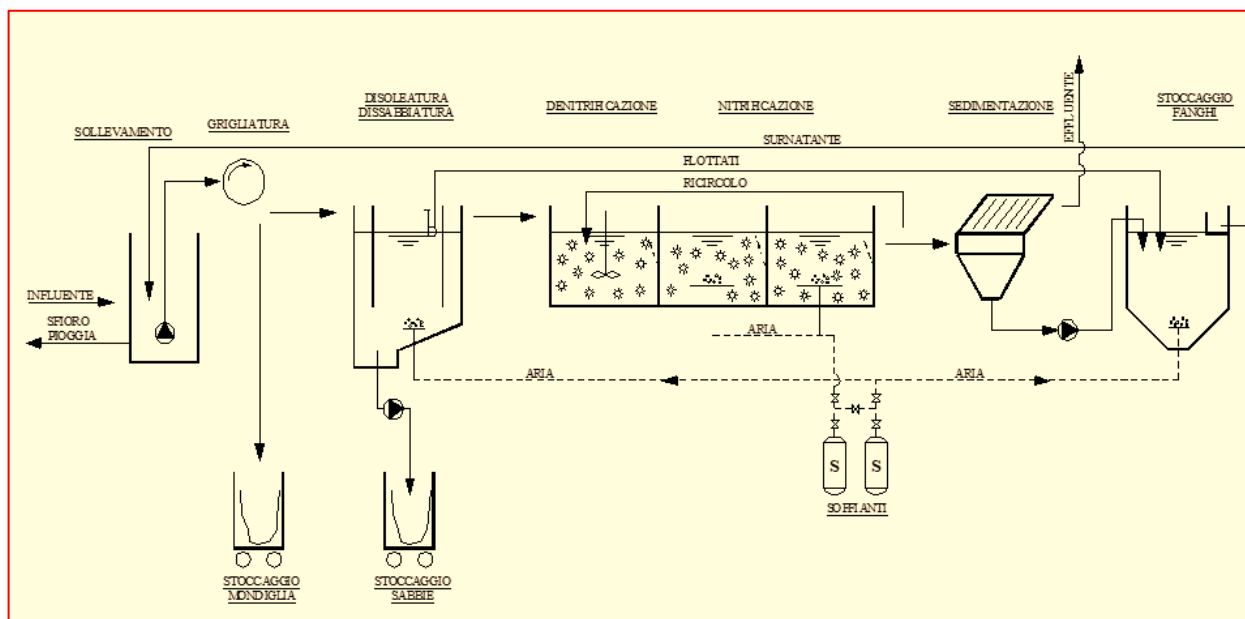 DISOLEATURA
DISSABBIATURA
DENITRIFICAZIONE
NITRIFICAZIONE
SEDIMENTAZIONE
EFFLUENTE
STOCCAGGIO
FANGHI
SOLLEVAMENTO
GRIGLIATURA
SURNATANTE
FLOTTATI
RICIRCOLO
INFLUENTE
SFIORO
PIOGGIA
ARIA
ARIA
ARIA
S
S
SOFFIANTI
STOCCAGGIO
MONDIGLIA
STOCCAGGIO
SABBIE